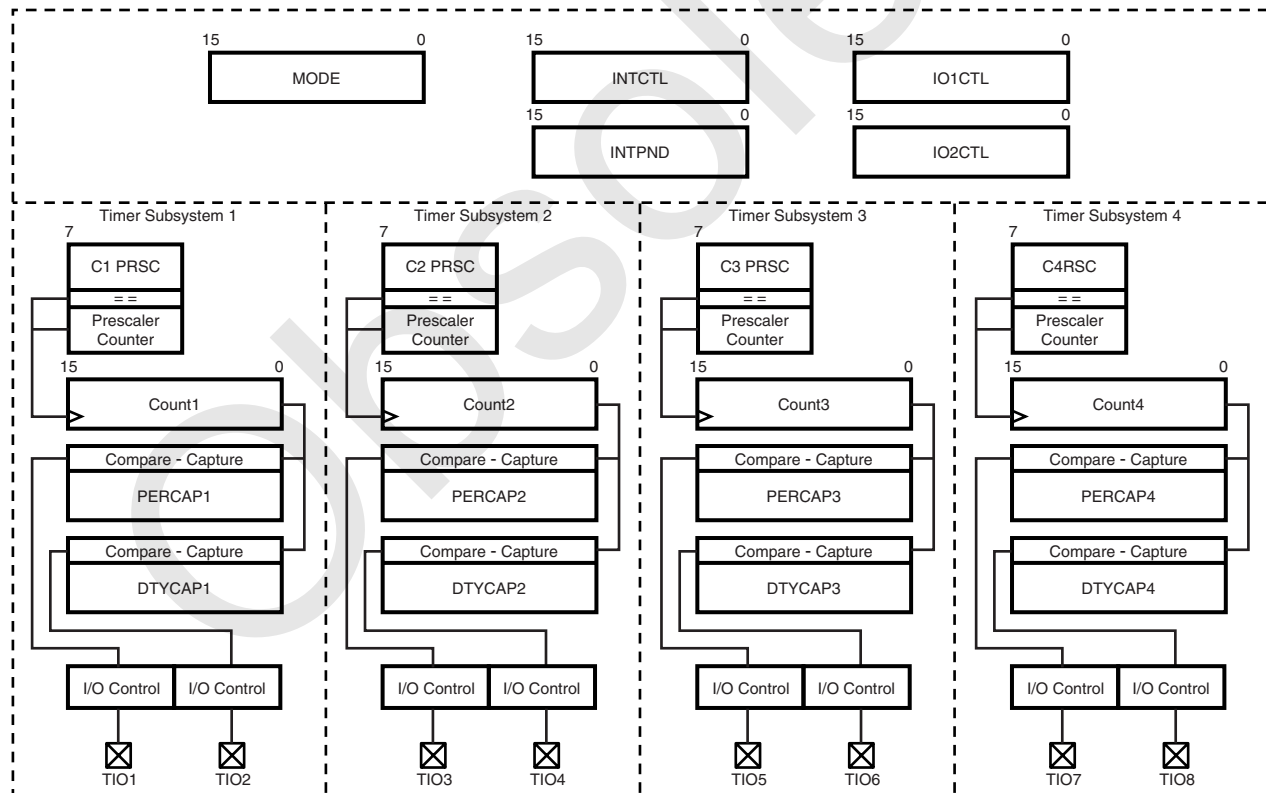 15 0 15 0 15 0
MODE INTCTL IO1CTL
15 0 15 0
INTPND IO2CTL
Timer Subsystem 1 Timer Subsystem 2 Timer Subsystem 3 Timer Subsystem 4
7 7 7 7
C1 PRSC C2 PRSC C3 PRSC C4RSC
= = = = = = = =
Prescaler Prescaler Prescaler Prescaler
Counter Counter Counter Counter
15 0 15 0 15 0 15 0
Count1 Count2 Count3 Count4
Compare - Capture Compare - Capture Compare - Capture Compare - Capture
PERCAP1 PERCAP2 PERCAP3 PERCAP4
Compare - Capture Compare - Capture Compare - Capture Compare - Capture
DTYCAP1 DTYCAP2 DTYCAP3 DTYCAP4
I/O Control I/O Control I/O Control I/O Control I/O Control I/O Control I/O Control I/O Control
TIO1 TIO2 TIO3 TIO4 TIO5 TIO6 TIO7 TIO8
Obsole